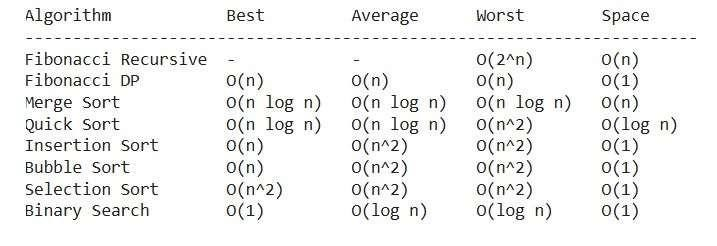 Algorithm            Best        Average     Worst       Space
----------------------------------------------------------------
Fibonacci Recursive  -           -           O(2^n)      O(n)
Fibonacci DP         O(n)        O(n)        O(n)        O(1)
Merge Sort           O(n log n)  O(n log n)  O(n log n)  O(n)
Quick Sort           O(n log n)  O(n log n)  O(n^2)      O(log n)
Insertion Sort       O(n)        O(n^2)      O(n^2)      O(1)
Bubble Sort          O(n)        O(n^2)      O(n^2)      O(1)
Selection Sort       O(n^2)      O(n^2)      O(n^2)      O(1)
Binary Search        O(1)        O(log n)    O(log n)    O(1)